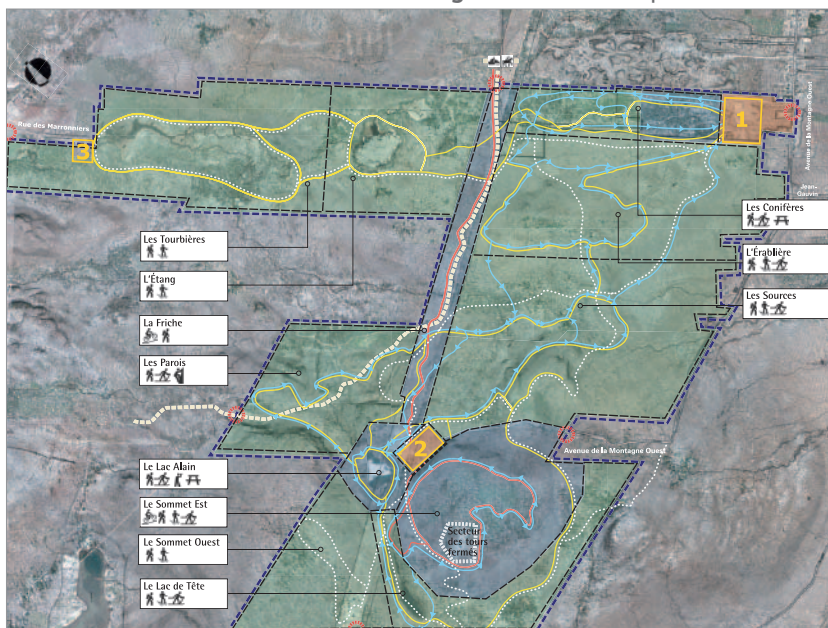 Rue des Marronniers
3
1
Avenue de la Montagne Ouest
Jean-
Gauvin
Les Conifères
L'Érablière
Les Sources
Les Tourbières
L'Étang
La Friche
Les Parois
2
Avenue de la Montagne Ouest
Le Lac Alain
Le Sommet Est
Le Sommet Ouest
Le Lac de Tête
Secteur
des tours
fermés